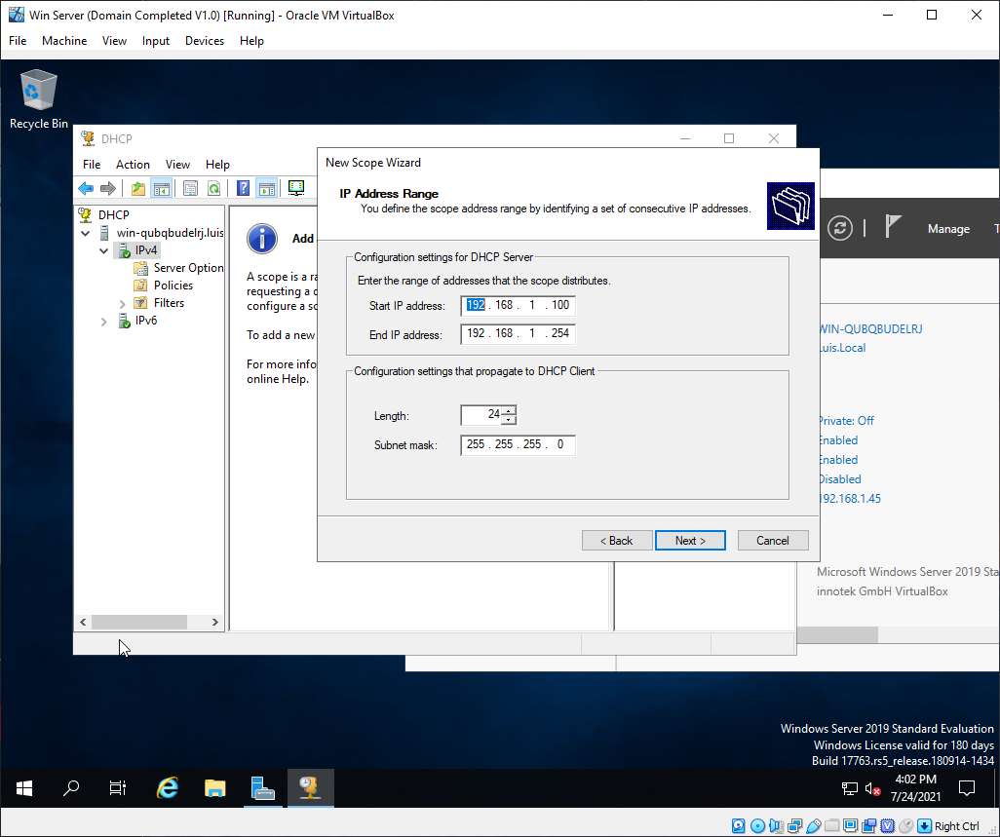 Win Server (Domain Completed V1.0) [Running] - Oracle VM VirtualBox
File Machine View Input Devices Help
Recycle Bin
DHCP
File Action View Help
DHCP
win-qubqbudelrj.luis
IPv4
Server Option
Policies
Filters
IPv6
Add
A scope is a ra
requesting a
configure a sc
To add a new
For more info
online Help.
New Scope Wizard
IP Address Range
You define the scope address range by identifying a set of consecutive IP addresses.
Configuration settings for DHCP Server
Enter the range of addresses that the scope distributes.
Start IP address: 192 . 168 . 1 . 100
End IP address: 192 . 168 . 1 . 254
Configuration settings that propagate to DHCP Client
Length: 24
Subnet mask: 255 . 255 . 255 . 0
< Back Next > Cancel
Manage
WIN-QUBQBUDELRJ
Luis.Local
Private: Off
Enabled
Enabled
Disabled
192.168.1.45
Microsoft Windows Server 2019 Sta
innotek GmbH VirtualBox
Windows Server 2019 Standard Evaluation
Windows License valid for 180 days
Build 17763.rs5_release.180914-1434
4:02 PM
7/24/2021
Right Ctrl